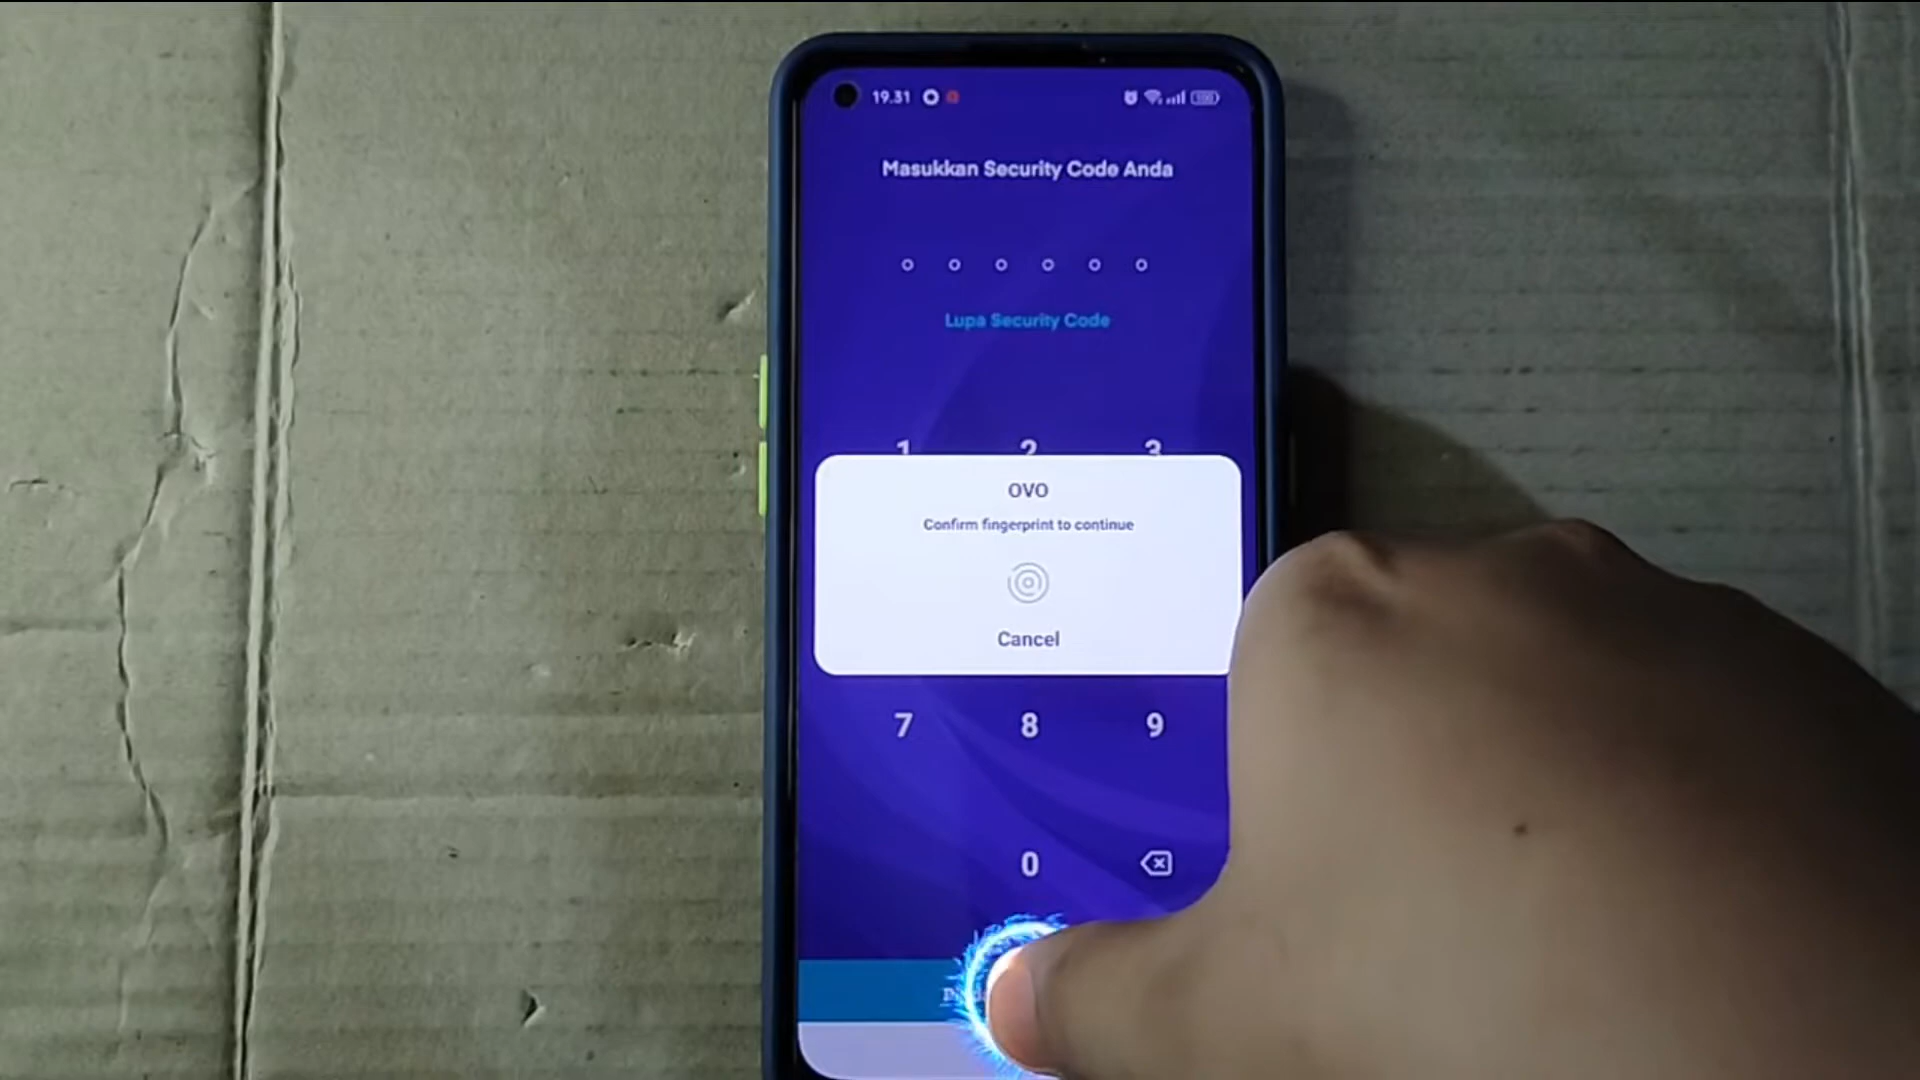 19.31
100
Masukkan Security Code Anda
Lupa Security Code
1 2 3
OVO
Confirm fingerprint to continue
Cancel
7 8 9
0